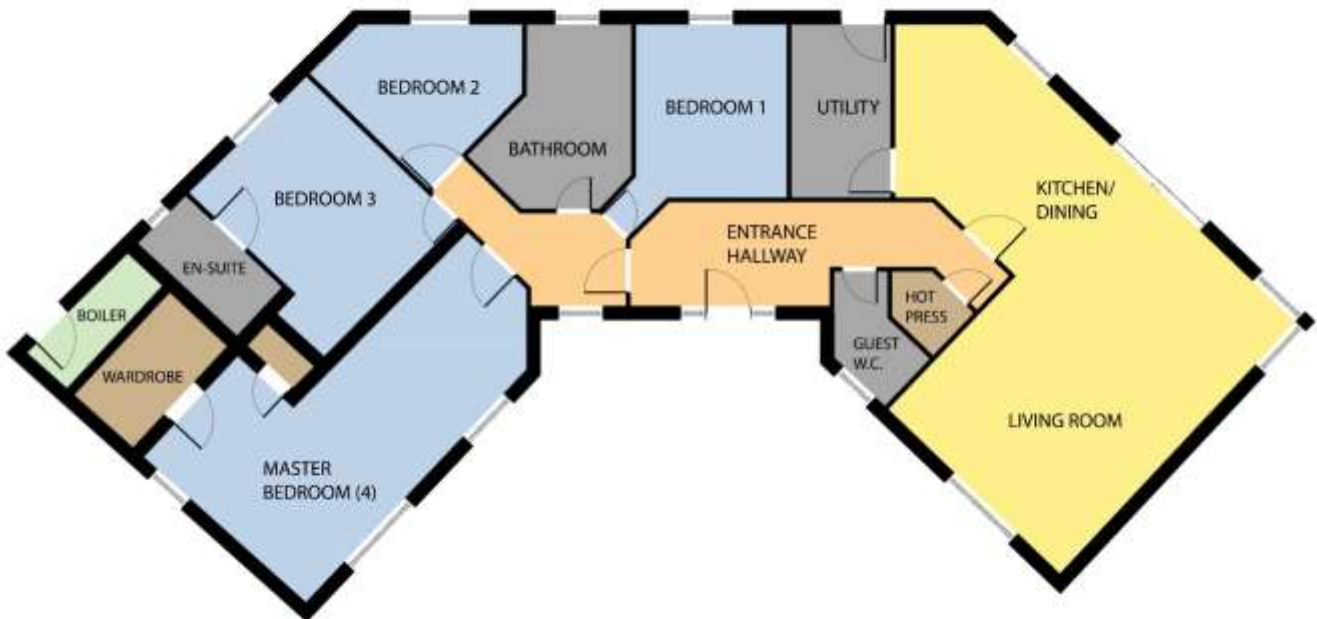 BEDROOM 2
BATHROOM
BEDROOM 1
UTILITY
BEDROOM 3
KITCHEN/
DINING
ENTRANCE
HALLWAY
EN-SUITE
BOILER
HOT
PRESS
GUEST
W.C.
WARDROBE
LIVING ROOM
MASTER
BEDROOM (4)